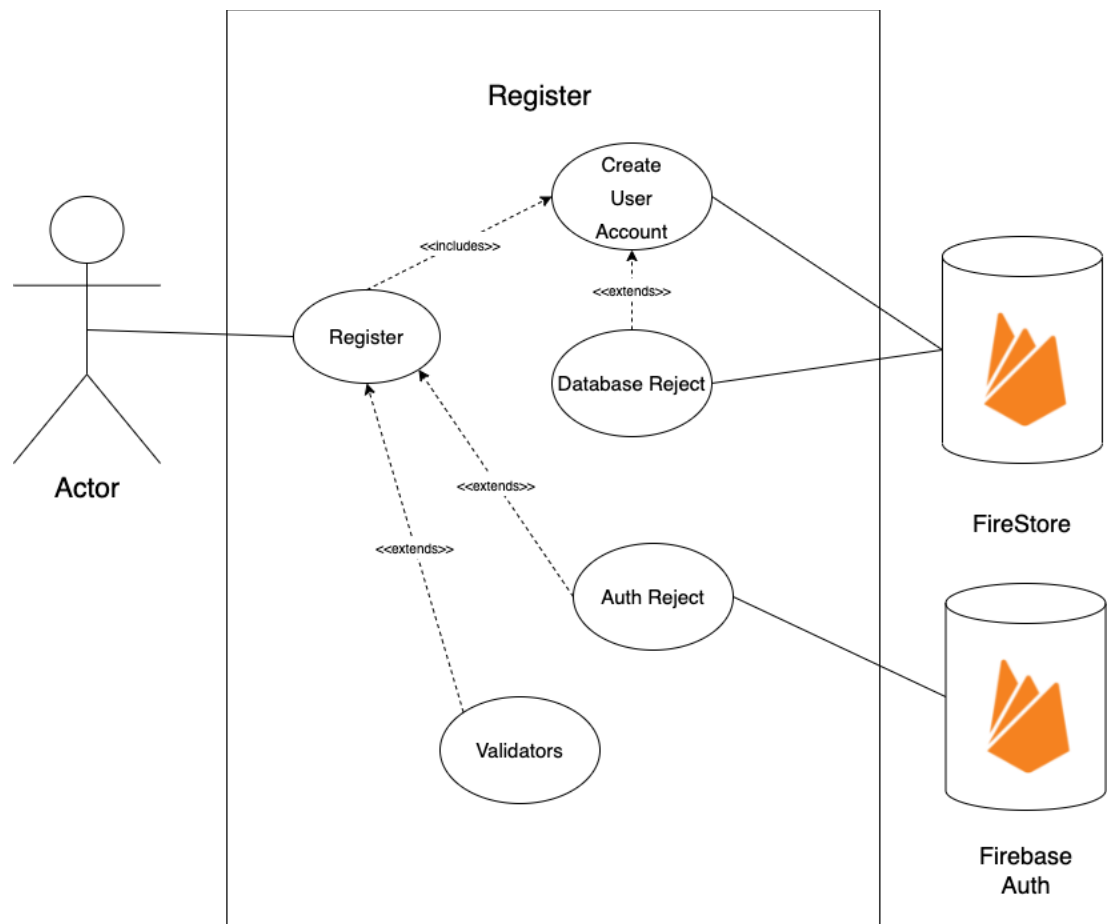 Register
Create
User
Account
<<includes>>
<<extends>>
Register
Database Reject
Actor
<<extends>>
FireStore
<<extends>>
Auth Reject
Validators
Firebase
Auth